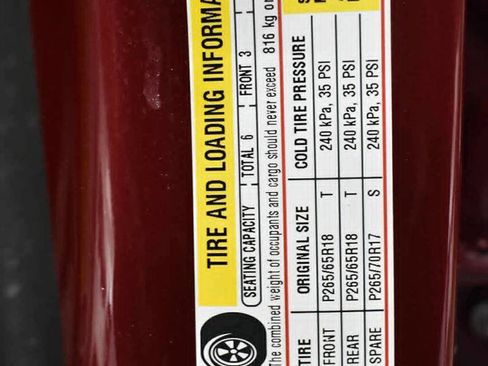 TIRE AND LOADING INFORMA
SEATING CAPACITY TOTAL 6 FRONT 3
The combined weight of occupants and cargo should never exceed 816 kg or
TIRE ORIGINAL SIZE COLD TIRE PRESSURE
FRONT P265/65R18 T 240 kPa, 35 PSI
REAR P265/65R18 T 240 kPa, 35 PSI
SPARE P265/70R17 S 240 kPa, 35 PSI